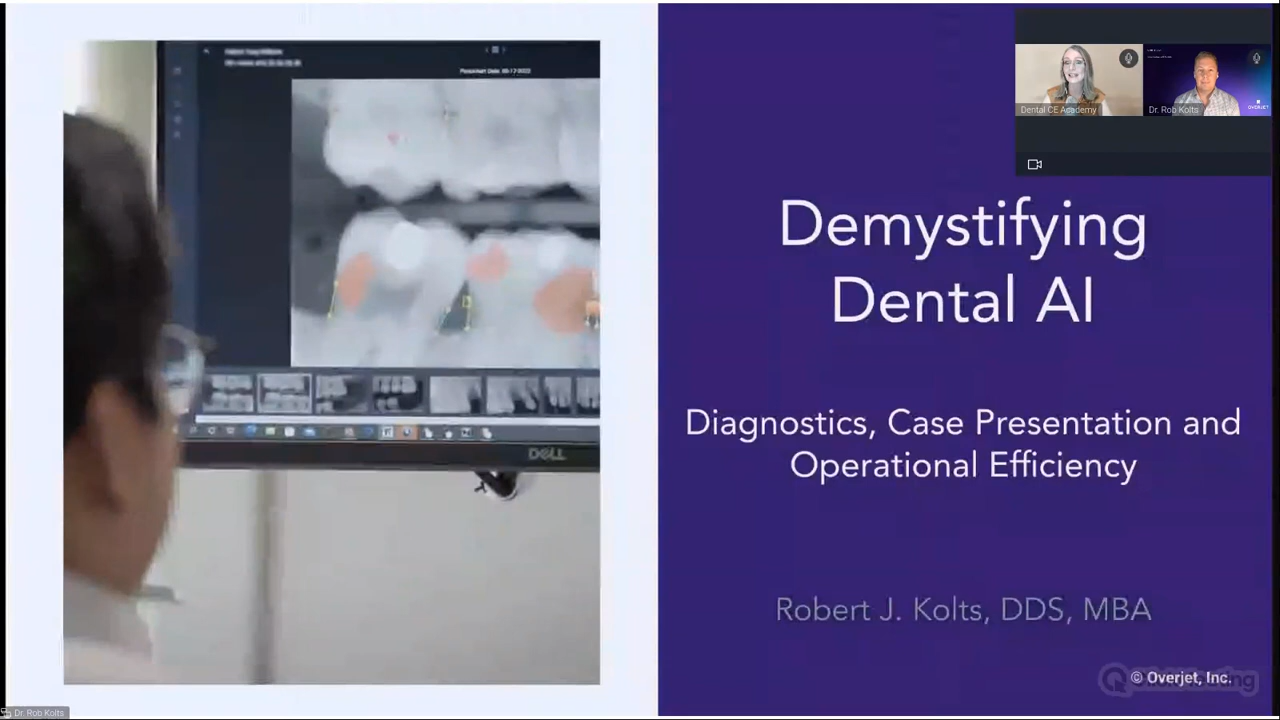 Dental CE Academy
Dr. Rob Kolts
OVERJET
DELL
Demystifying
Dental AI
Diagnostics, Case Presentation and
Operational Efficiency
Robert J. Kolts, DDS, MBA
© Overjet, Inc.
Dr. Rob Kolts